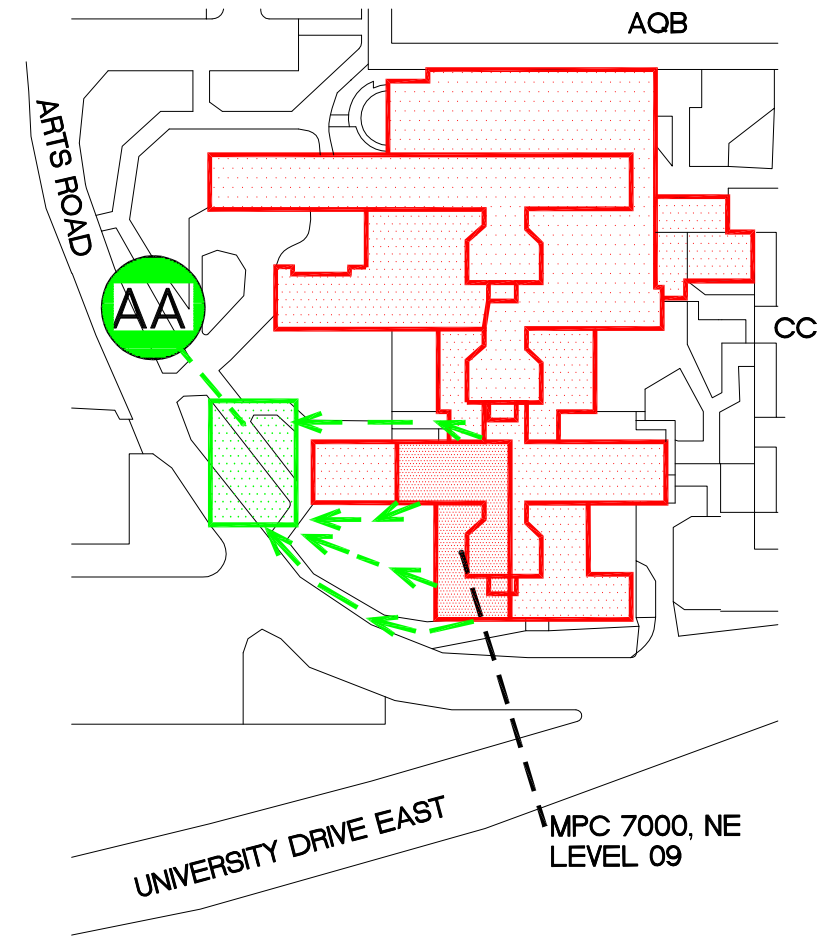 AQB
ARTS ROAD
AA
CC
MPC 7000, NE
LEVEL 09
UNIVERSITY DRIVE EAST